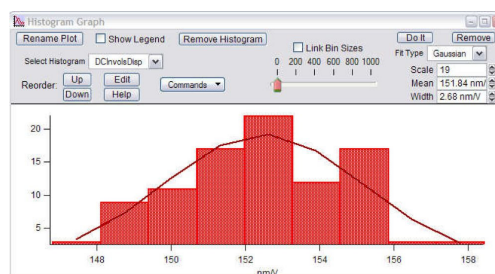 Histogram Graph
Rename Plot Show Legend Remove Histogram Link Bin Sizes Do It Remove
Select Histogram DCInvolsDisp 0 200 400 600 800 1000 Fit Type Gaussian
Reorder: Up Edit Commands Scale 19
Down Help Mean 151.84 nm/
Width 2.68 nm/V
20
15
10
5
148 150 152 154 156 158
nm/V